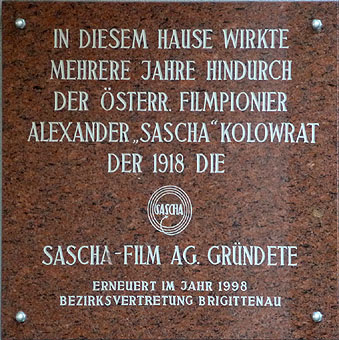 IN DIESEM HAUSE WIRKTE
MEHRERE JAHRE HINDURCH
DER ÖSTERR. FILMPIONIER
ALEXANDER „SASCHA“ KOLOWRAT
DER 1918 DIE
SASCHA
SASCHA-FILM AG. GRÜNDETE
ERNEUERT IM JAHR 1998
BEZIRKSVERTRETUNG BRIGITTENAU